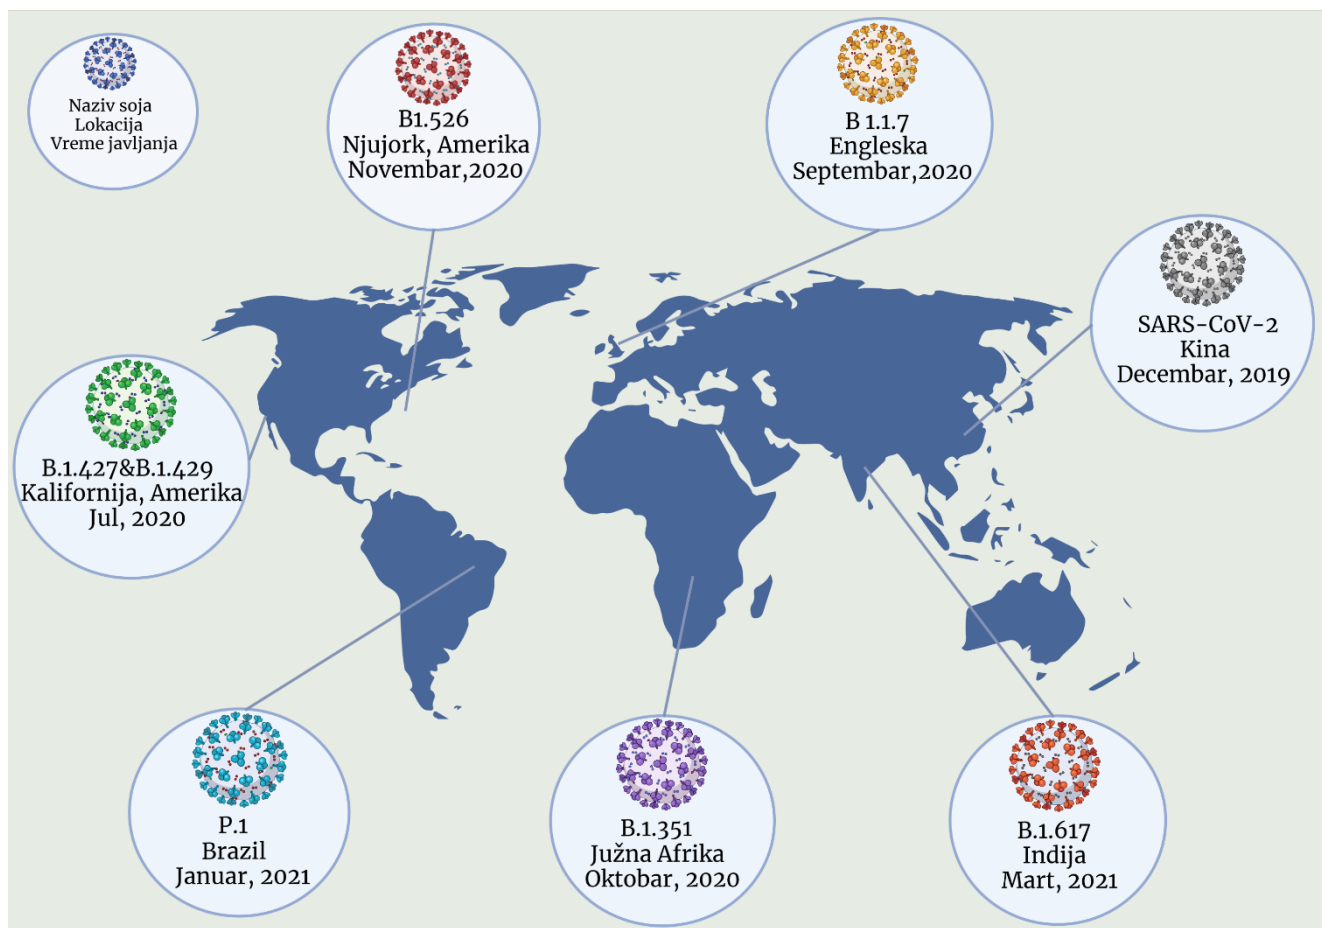 Naziv soja
Lokacija
Vreme javljanja
B1.526
Njujork, Amerika
Novembar,2020
B 1.1.7
Engleska
Septembar,2020
SARS-CoV-2
Kina
Decembar, 2019
B.1.427&B.1.429
Kalifornija, Amerika
Jul, 2020
P.1
Brazil
Januar, 2021
B.1.351
Južna Afrika
Oktobar, 2020
B.1.617
Indija
Mart, 2021